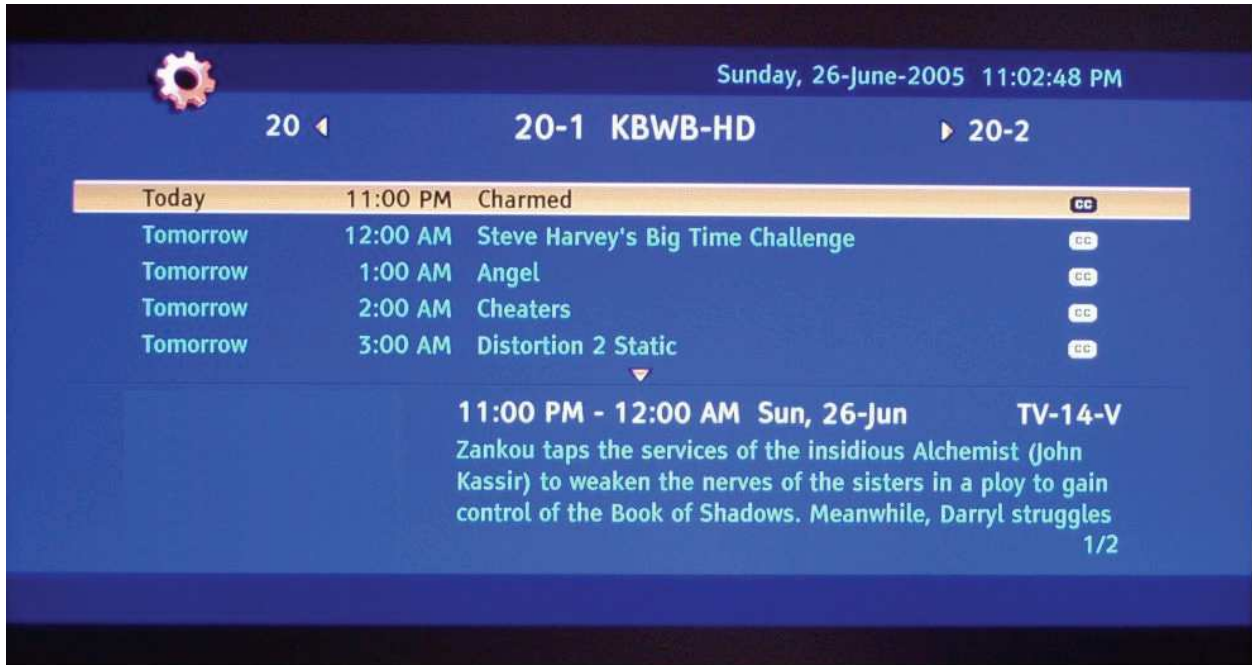 Sunday, 26-June-2005 11:02:48 PM
20 20-1 KBWB-HD 20-2
Today 11:00 PM Charmed CC
Tomorrow 12:00 AM Steve Harvey's Big Time Challenge CC
Tomorrow 1:00 AM Angel CC
Tomorrow 2:00 AM Cheaters CC
Tomorrow 3:00 AM Distortion 2 Static CC
11:00 PM - 12:00 AM Sun, 26-Jun TV-14-V
Zankou taps the services of the insidious Alchemist (John
Kassir) to weaken the nerves of the sisters in a ploy to gain
control of the Book of Shadows. Meanwhile, Darryl struggles
1/2